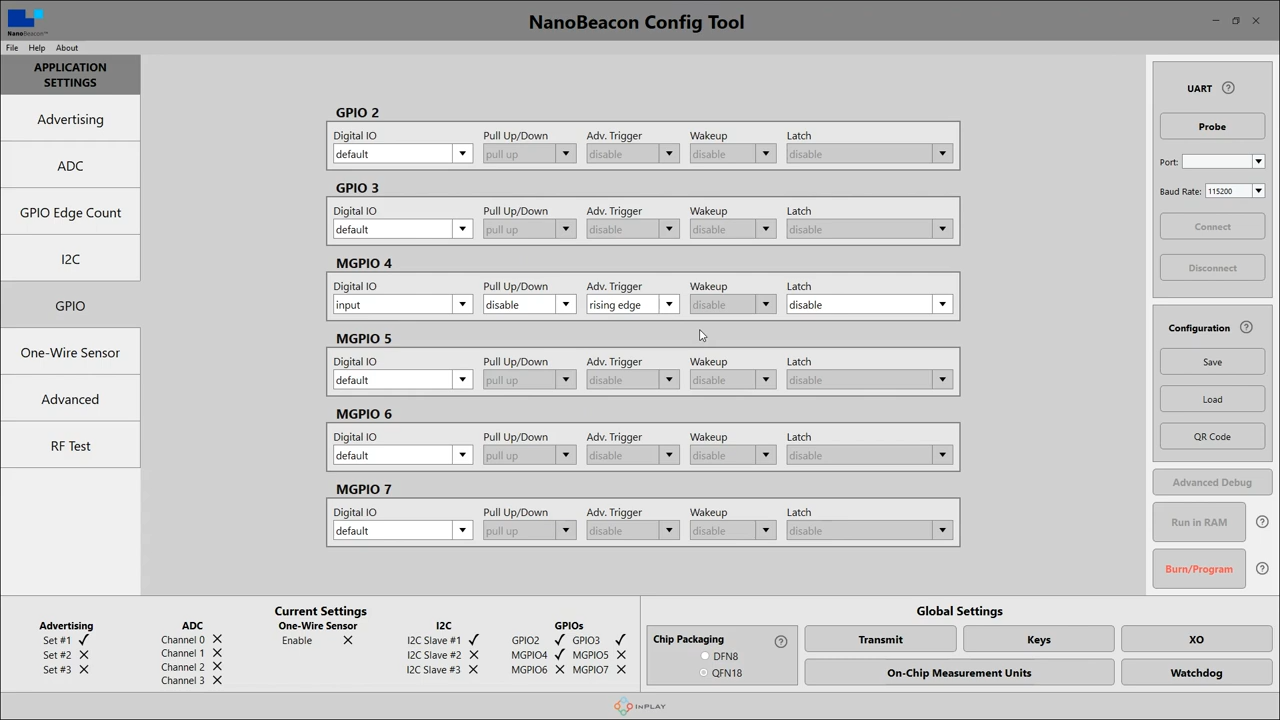 NanoBeacon Config Tool
NanoBeacon™
File Help About
APPLICATION
SETTINGS
Advertising
ADC
GPIO Edge Count
I2C
GPIO
One-Wire Sensor
Advanced
RF Test
GPIO 2
Digital IO Pull Up/Down Adv. Trigger Wakeup Latch
default pull up disable disable disable
GPIO 3
Digital IO Pull Up/Down Adv. Trigger Wakeup Latch
default pull up disable disable disable
MGPIO 4
Digital IO Pull Up/Down Adv. Trigger Wakeup Latch
input disable rising edge disable disable
MGPIO 5
Digital IO Pull Up/Down Adv. Trigger Wakeup Latch
default pull up disable disable disable
MGPIO 6
Digital IO Pull Up/Down Adv. Trigger Wakeup Latch
default pull up disable disable disable
MGPIO 7
Digital IO Pull Up/Down Adv. Trigger Wakeup Latch
default pull up disable disable disable
UART ?
Probe
Port:
Baud Rate: 115200
Connect
Disconnect
Configuration ?
Save
Load
QR Code
Advanced Debug
Run in RAM ?
Burn/Program ?
Current Settings
Advertising ADC One-Wire Sensor I2C GPIOs
Set #1 ✓ Channel 0 ✕ Enable ✕ I2C Slave #1 ✓ GPIO2 ✓ GPIO3 ✓
Set #2 ✕ Channel 1 ✕ I2C Slave #2 ✕ MGPIO4 ✓ MGPIO5 ✕
Set #3 ✕ Channel 2 ✕ I2C Slave #3 ✕ MGPIO6 ✕ MGPIO7 ✕
Channel 3 ✕
Global Settings
Chip Packaging ?
DFN8
QFN18
Transmit Keys XO
On-Chip Measurement Units Watchdog
INPLAY